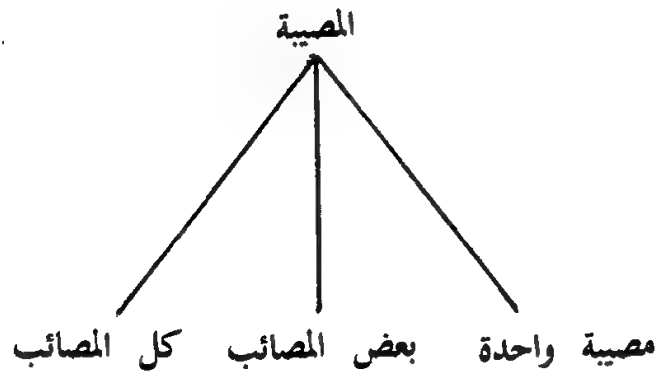 المصيبة
مصيبة واحدة بعض المصائب كل المصائب